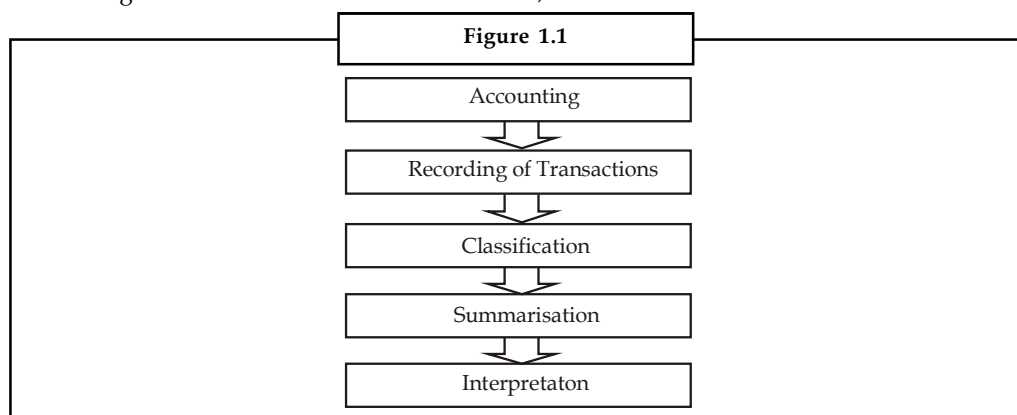 Figure 1.1
Accounting
Recording of Transactions
Classification
Summarisation
Interpretaton